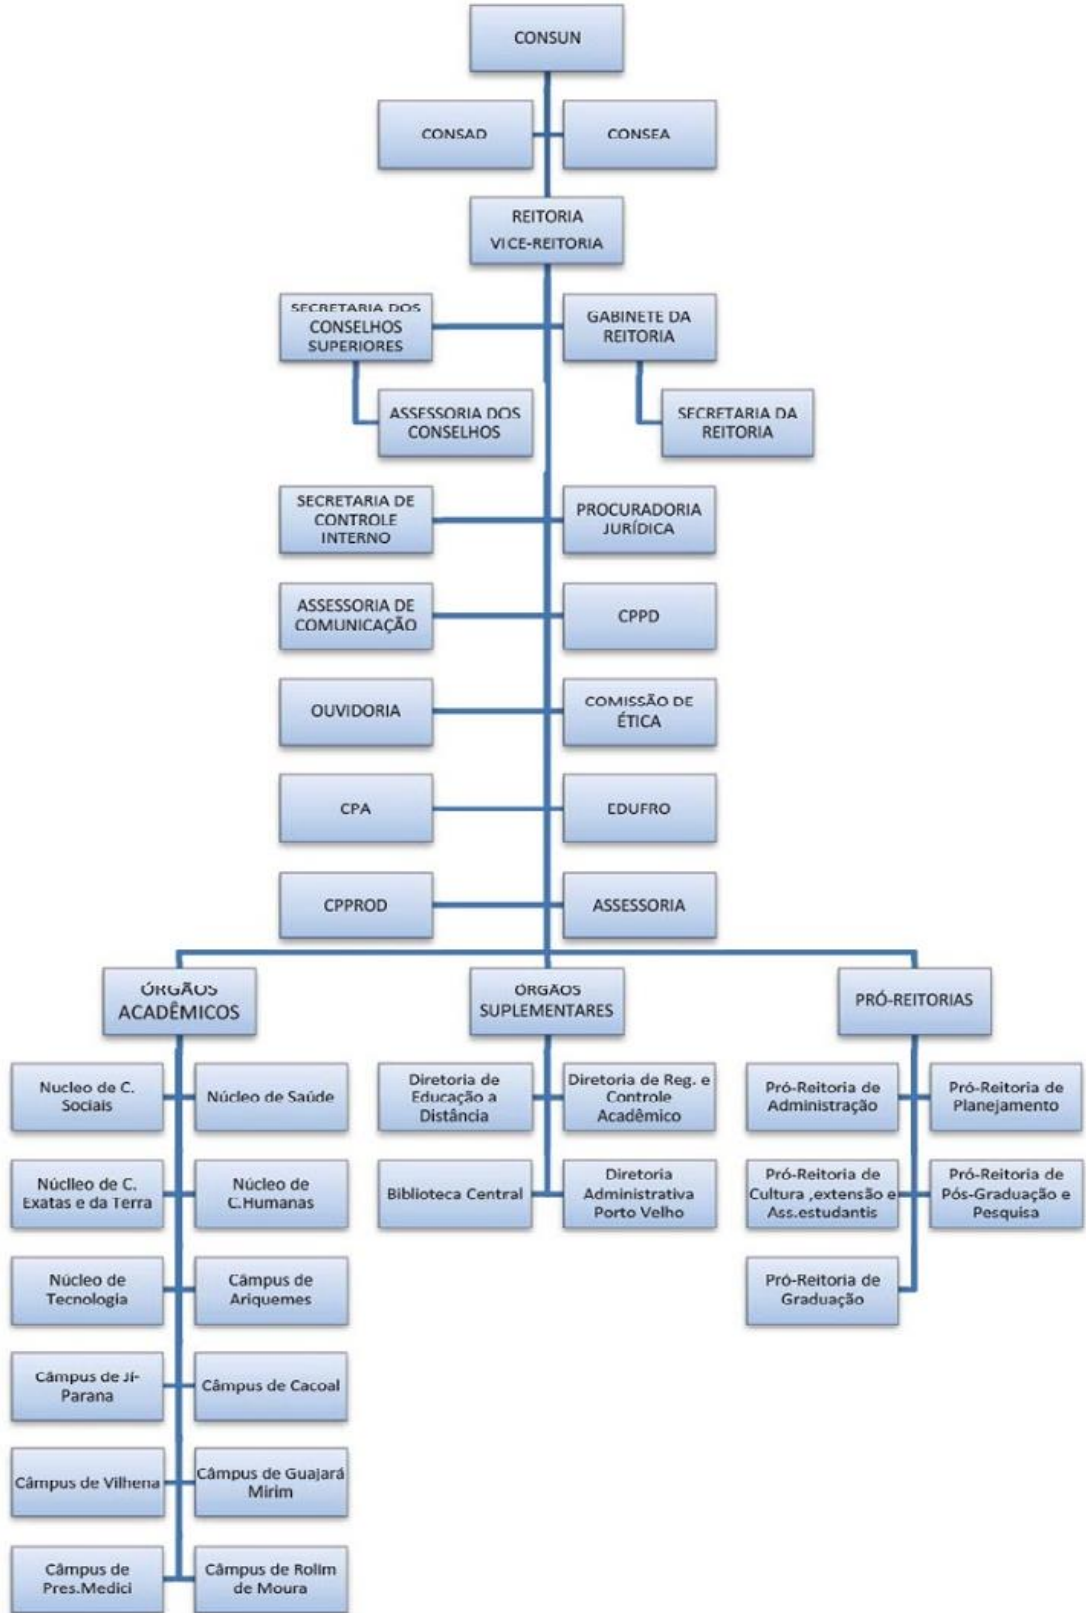 CONSUN
CONSAD
CONSEA
REITORIA
VICE-REITORIA
SECRETARIA DOS
CONSELHOS
SUPERIORES
GABINETE DA
REITORIA
ASSESSORIA DOS
CONSELHOS
SECRETARIA DA
REITORIA
SECRETARIA DE
CONTROLE
INTERNO
PROCURADORIA
JURÍDICA
ASSESSORIA DE
COMUNICAÇÃO
CPPD
OUVIDORIA
COMISSÃO DE
ÉTICA
CPA
EDUFRO
CPPROD
ASSESSORIA
ÓRGÃOS
ACADÊMICOS
ÓRGÃOS
SUPLEMENTARES
PRÓ-REITORIAS
Nucleo de C.
Sociais
Núcleo de Saúde
Diretoria de
Educação a
Distância
Diretoria de Reg. e
Controle
Acadêmico
Pró-Reitoria de
Administração
Pró-Reitoria de
Planejamento
Núclleo de C.
Exatas e da Terra
Núcleo de
C.Humanas
Biblioteca Central
Diretoria
Administrativa
Porto Velho
Pró-Reitoria de
Cultura ,extensão e
Ass.estudantis
Pró-Reitoria de
Pós-Graduação e
Pesquisa
Núcleo de
Tecnologia
Câmpus de
Ariquemes
Pró-Reitoria de
Graduação
Câmpus de Jí-
Parana
Câmpus de Cacoal
Câmpus de Vilhena
Câmpus de Guajará
Mirim
Câmpus de
Pres.Medici
Câmpus de Rolim
de Moura